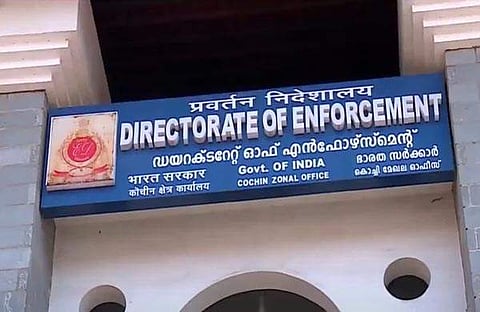 प्रवर्तन निदेशालय
DIRECTORATE OF ENFORCEMENT
ഡയറക്ടറേറ്റ് ഓഫ് എൻഫോഴ്സ്മെന്റ്
भारत सरकार
Govt. OF INDIA
ഭാരത സർക്കാർ
कोचीन क्षेत्र कार्यालय
COCHIN ZONAL OFFICE
കൊച്ചി മേഖല ഓഫീസ്